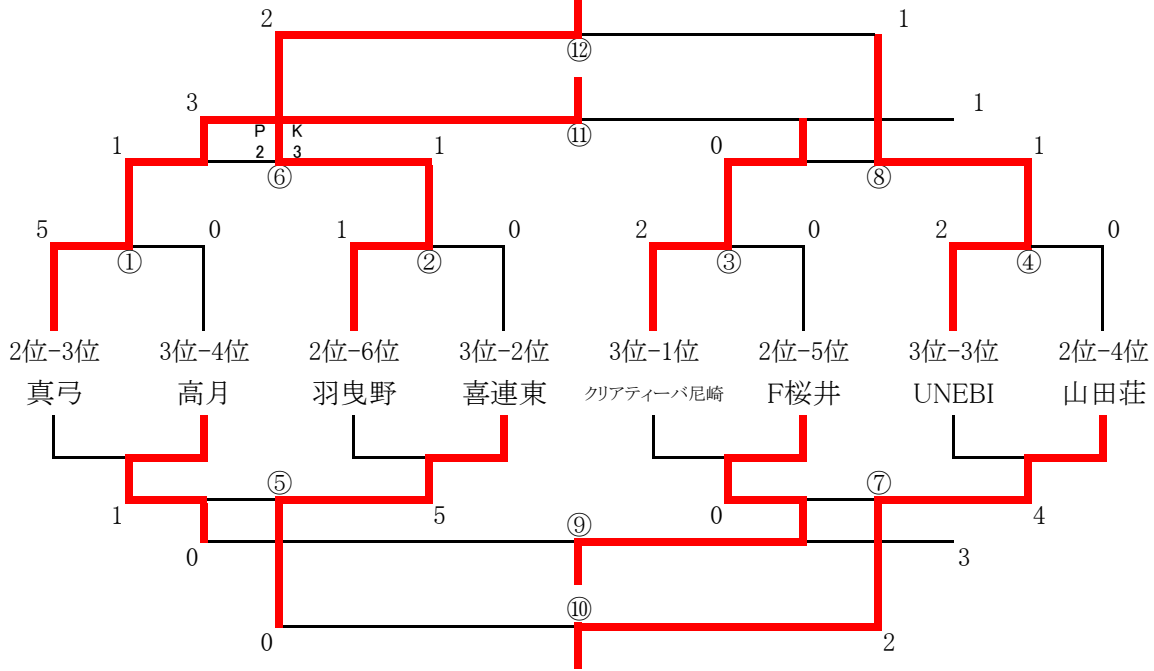 2 1
⑫
3 1
P K
⑪
1 2 3 1 0 1
⑥ ⑧
5 0 1 0 2 0 2 0
① ② ③ ④
2位-3位 3位-4位 2位-6位 3位-2位 3位-1位 2位-5位 3位-3位 2位-4位
真弓 高月 羽曳野 喜連東 クリアティーバ尼崎 F桜井 UNEBI 山田荘
⑤ ⑦
1 5 0 4
⑨
0 3
⑩
0 2